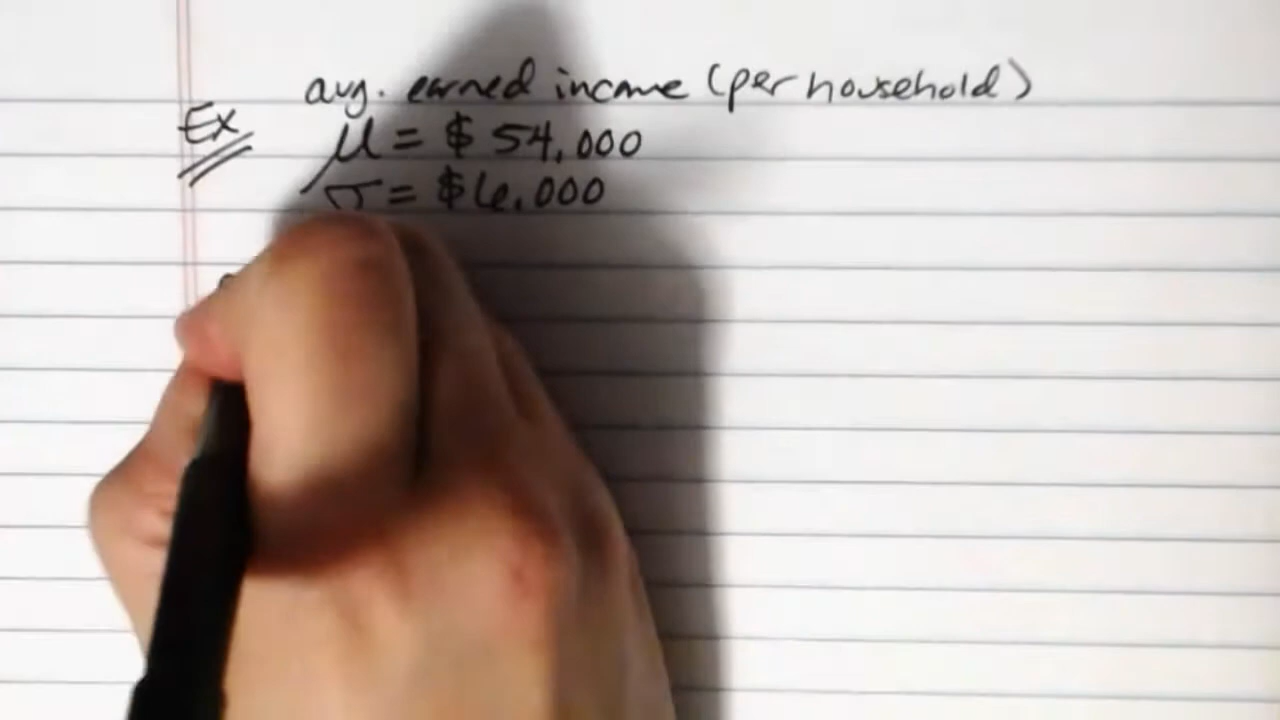 avg. earned income (per household)
Ex μ = $ 54,000
σ = $6,000